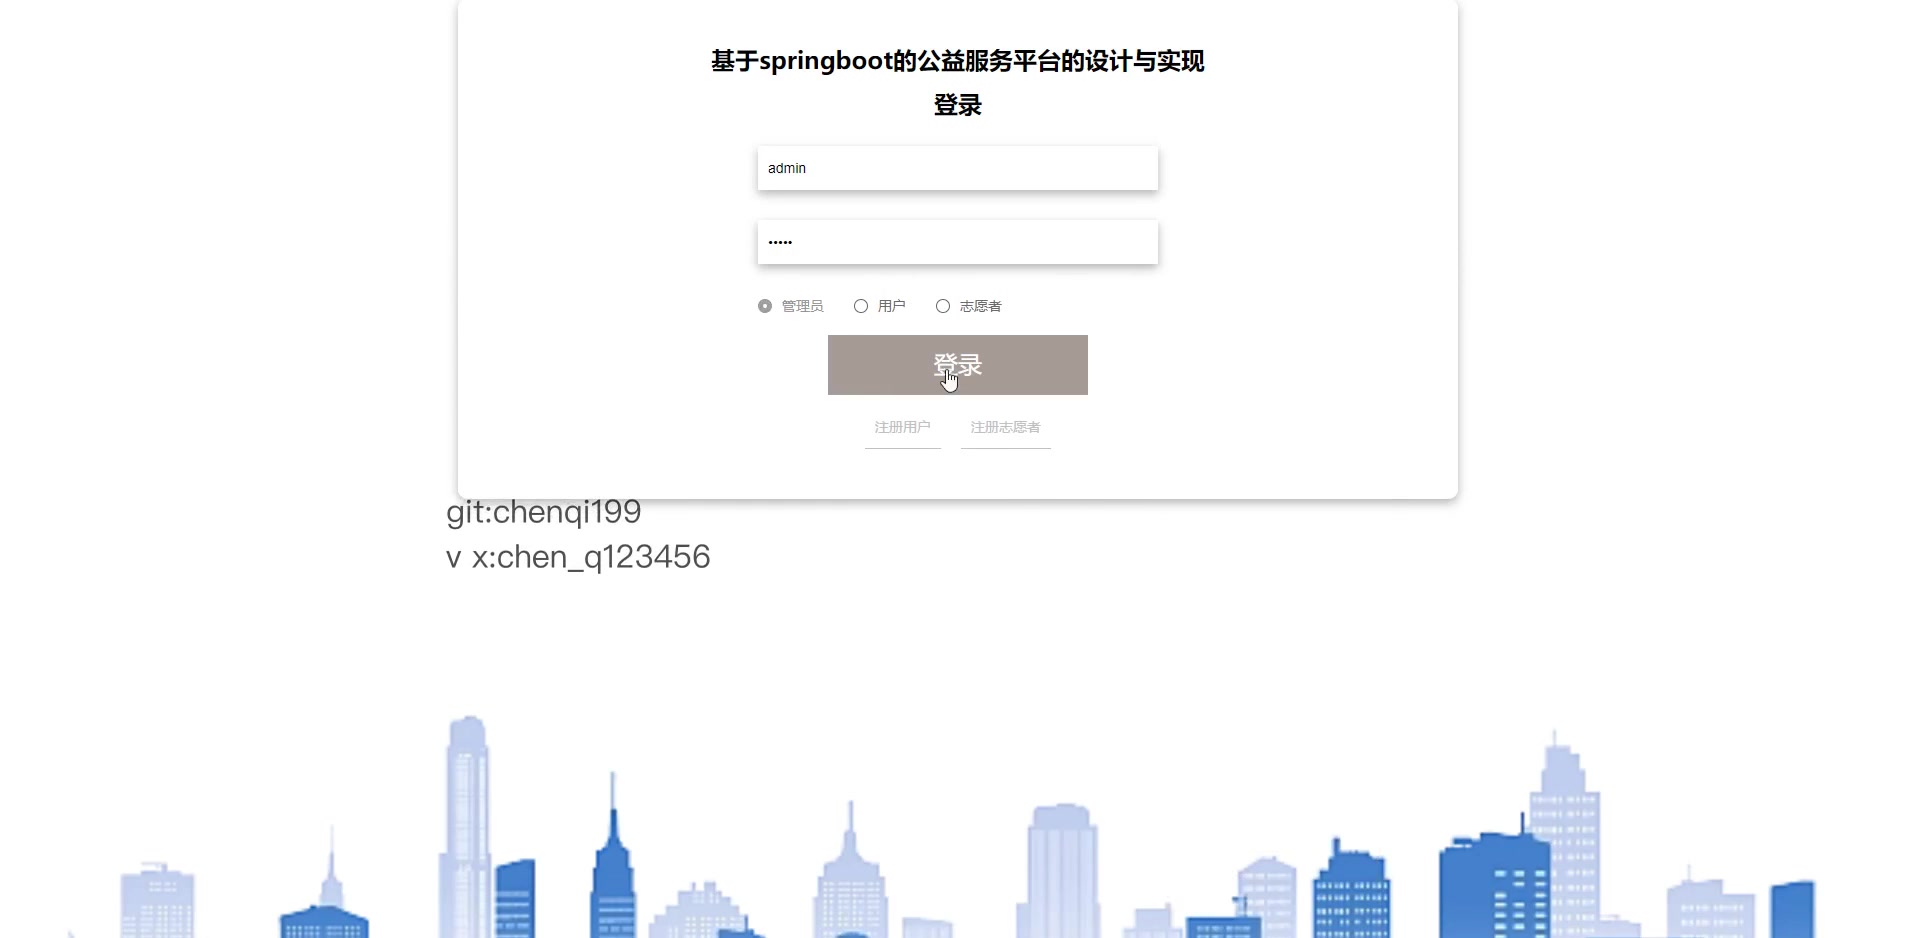 基于springboot的公益服务平台的设计与实现
登录
admin
•••••
管理员 用户 志愿者
登录
注册用户 注册志愿者
git:chenqi199
v x:chen_q123456